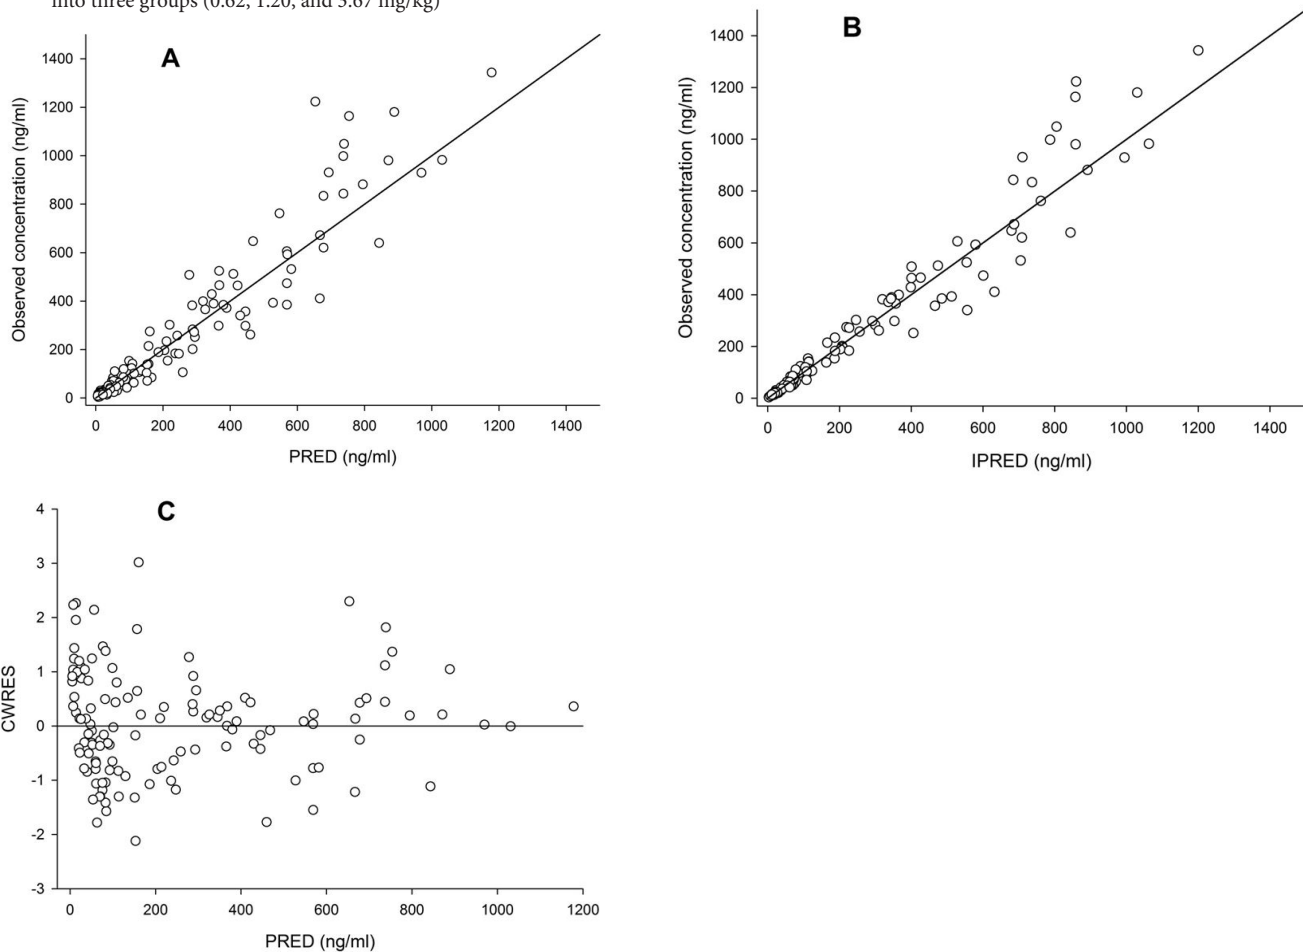 into three groups (0.62, 1.20, and 3.67 mg/kg)
A
1400
1200
1000
800
600
400
200
0
Observed concentration (ng/ml)
0 200 400 600 800 1000 1200 1400
PRED (ng/ml)
B
1400
1200
1000
800
600
400
200
0
Observed concentration (ng/ml)
0 200 400 600 800 1000 1200 1400
IPRED (ng/ml)
C
4
3
2
1
0
-1
-2
-3
CWRES
0 200 400 600 800 1000 1200
PRED (ng/ml)